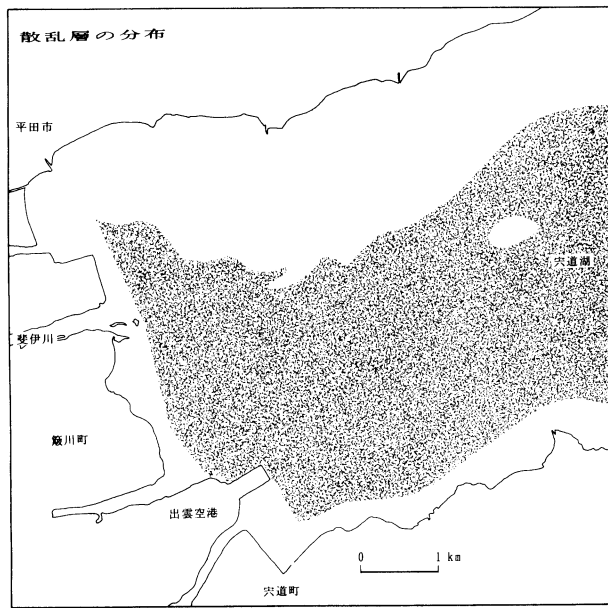 散乱層の分布
平田市
宍道湖
斐伊川
簸川町
出雲空港
0 1 km
宍道町